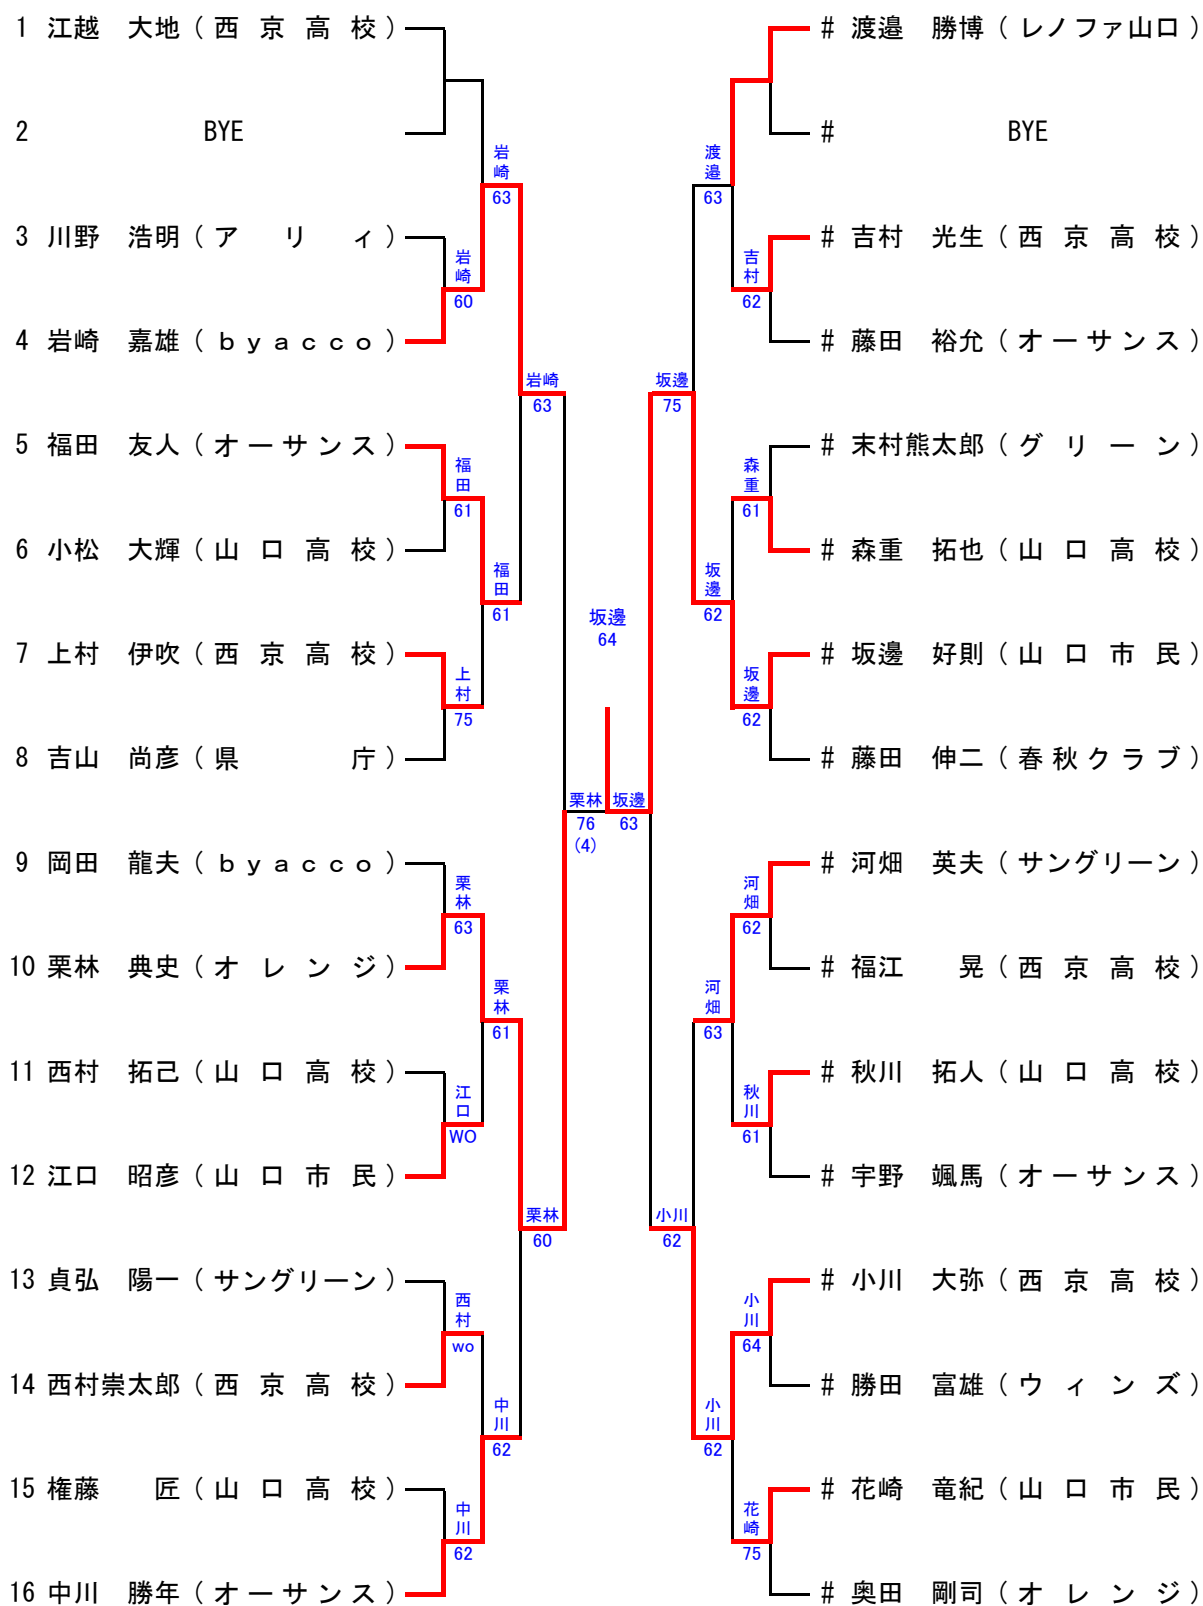 1 江越 大地 ( 西 京 高 校 )
2 BYE
3 川野 浩明 ( ア リ ィ )
4 岩崎 嘉雄 ( ｂｙａｃｃｏ )
5 福田 友人 ( オーサンス )
6 小松 大輝 ( 山 口 高 校 )
7 上村 伊吹 ( 西 京 高 校 )
8 吉山 尚彦 ( 県 庁 )
9 岡田 龍夫 ( ｂｙａｃｃｏ )
10 栗林 典史 ( オ レ ン ジ )
11 西村 拓己 ( 山 口 高 校 )
12 江口 昭彦 ( 山 口 市 民 )
13 貞弘 陽一 ( サングリーン )
14 西村崇太郎 ( 西 京 高 校 )
15 権藤 匠 ( 山 口 高 校 )
16 中川 勝年 ( オーサンス )
岩崎
60
福田
61
上村
75
栗林
63
江口
WO
西村
wo
中川
62
岩崎
63
福田
61
栗林
61
中川
62
岩崎
63
栗林
60
栗林
76
(4)
坂邊
64
坂邊
63
坂邊
75
小川
62
渡邉
63
坂邊
62
河畑
63
小川
62
吉村
62
森重
61
坂邊
62
河畑
62
秋川
61
小川
64
花崎
75
# 渡邉 勝博 ( レノファ山口 )
# BYE
# 吉村 光生 ( 西 京 高 校 )
# 藤田 裕允 ( オーサンス )
# 末村熊太郎 ( グ リ ー ン )
# 森重 拓也 ( 山 口 高 校 )
# 坂邊 好則 ( 山 口 市 民 )
# 藤田 伸二 ( 春秋クラブ )
# 河畑 英夫 ( サングリーン )
# 福江 晃 ( 西 京 高 校 )
# 秋川 拓人 ( 山 口 高 校 )
# 宇野 颯馬 ( オーサンス )
# 小川 大弥 ( 西 京 高 校 )
# 勝田 富雄 ( ウ ィ ン ズ )
# 花崎 竜紀 ( 山 口 市 民 )
# 奥田 剛司 ( オ レ ン ジ )